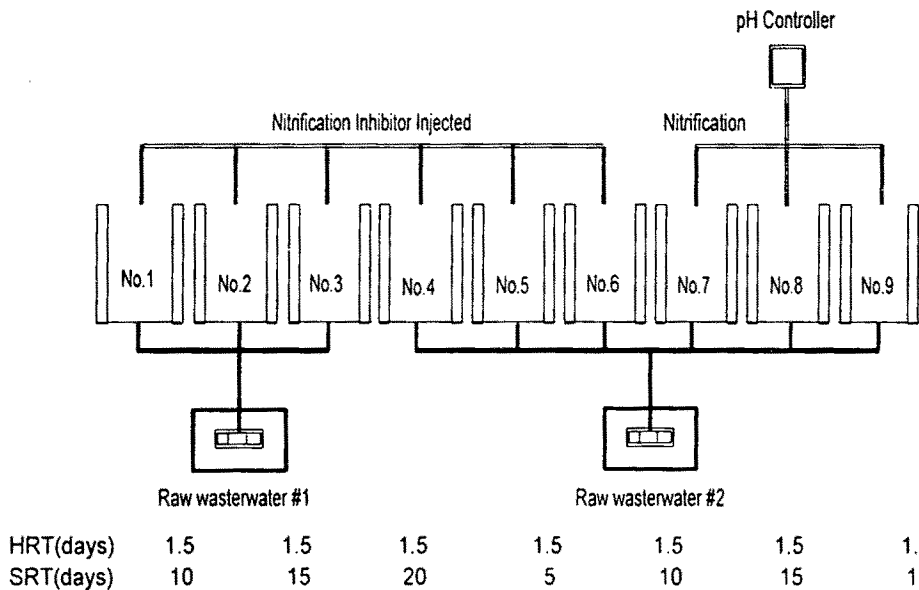 pH Controller
Nitrification Inhibitor Injected
Nitrification
No.1
No.2
No.3
No.4
No.5
No.6
No.7
No.8
No.9
Raw wasterwater #1
Raw wasterwater #2
HRT(days) 1.5 1.5 1.5 1.5 1.5 1.5 1.
SRT(days) 10 15 20 5 10 15 1